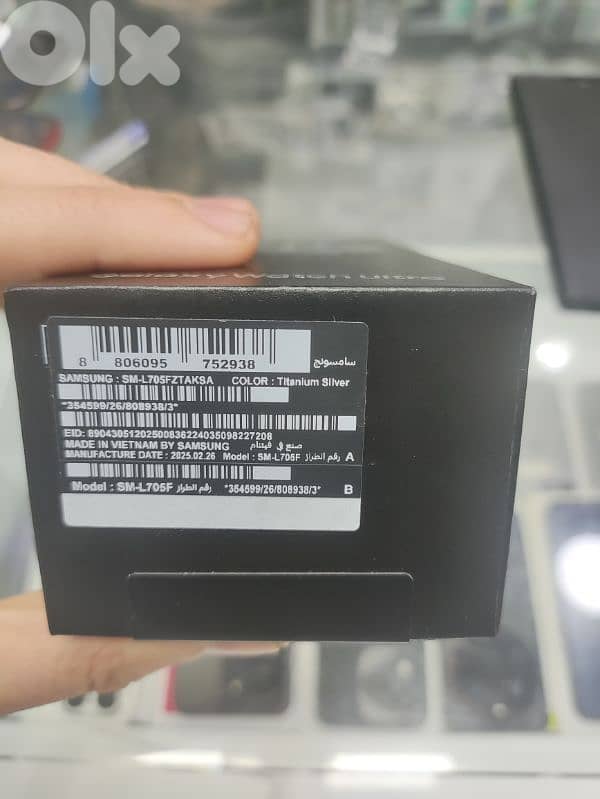 OLX
Galaxy Watch Ultra
8 806095 752938
سامسونج
SAMSUNG : SM-L705FZTAKSA COLOR : Titanium Silver
*354599/26/808938/3*
EID: 89043051202500836224035098227208
MADE IN VIETNAM BY SAMSUNG صنع في فيتنام
MANUFACTURE DATE : 2025.02.26 Model : SM-L705F رقم الطراز A
Model : SM-L705F رقم الطراز *354599/26/808938/3* B